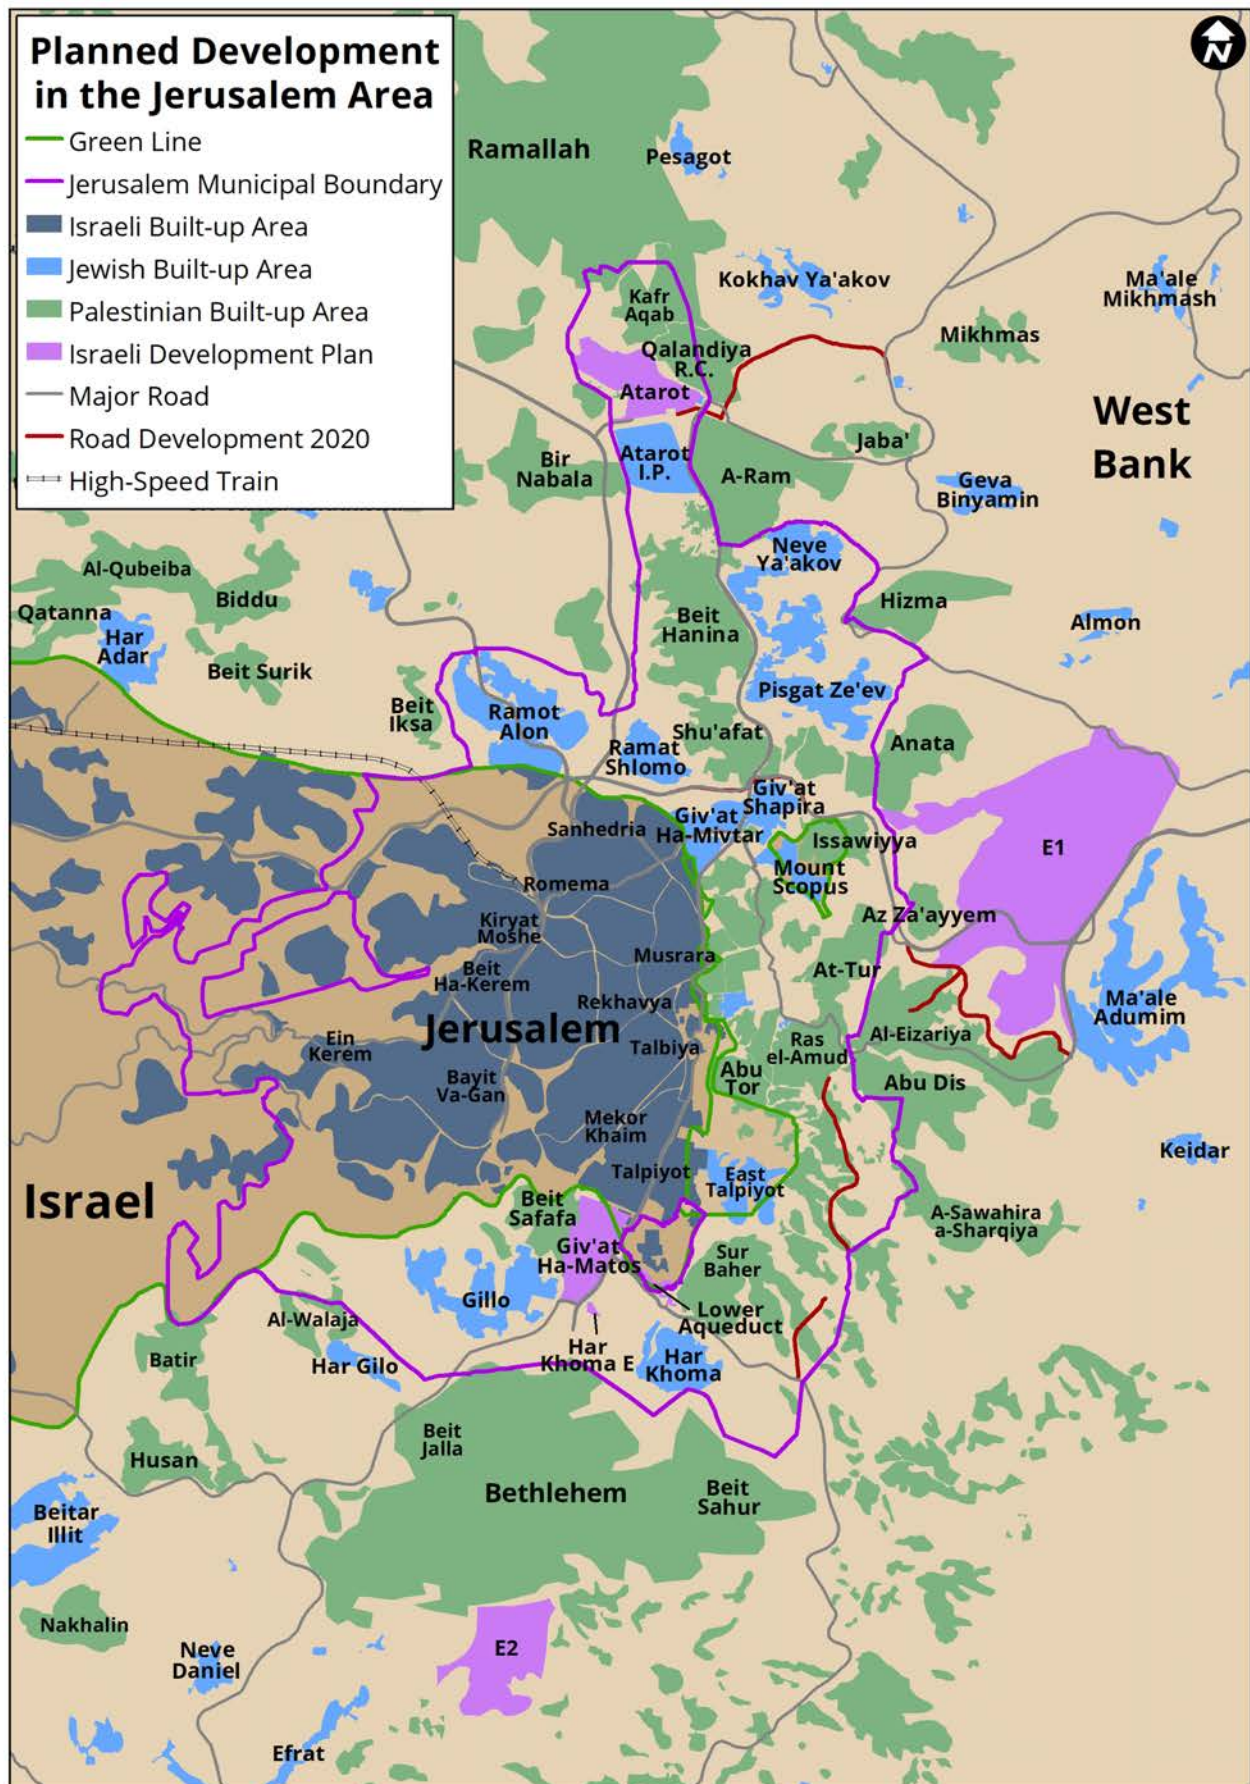 Planned Development
in the Jerusalem Area
Green Line
Jerusalem Municipal Boundary
Israeli Built-up Area
Jewish Built-up Area
Palestinian Built-up Area
Israeli Development Plan
Major Road
Road Development 2020
High-Speed Train
N
Ramallah
Pesagot
Kokhav Ya'akov
Ma'ale
Mikhmash
Kafr
Aqab
Mikhmas
Qalandiya
R.C.
Atarot
West
Bank
Jaba'
Bir
Nabala
Atarot
I.P.
A-Ram
Geva
Binyamin
Neve
Ya'akov
Al-Qubeiba
Biddu
Qatanna
Har
Adar
Hizma
Beit
Hanina
Almon
Beit Surik
Pisgat Ze'ev
Beit
Iksa
Ramot
Alon
Shu'afat
Ramat
Shlomo
Anata
Giv'at
Shapira
Giv'at
Ha-Mivtar
Sanhedria
Issawiyya
E1
Mount
Scopus
Romema
Az Za'ayyem
Kiryat
Moshe
Musrara
At-Tur
Beit
Ha-Kerem
Rekhavya
Ma'ale
Adumim
Jerusalem
Ein
Kerem
Talbiya
Ras
el-Amud
Al-Eizariya
Abu
Tor
Abu Dis
Bayit
Va-Gan
Mekor
Khaim
Keidar
Talpiyot
East
Talpiyot
Israel
Beit
Safafa
A-Sawahira
a-Sharqiya
Giv'at
Ha-Matos
Sur
Baher
Gillo
Lower
Aqueduct
Al-Walaja
Har
Khoma E
Har
Khoma
Batir
Har Gilo
Beit
Jalla
Husan
Bethlehem
Beit
Sahur
Beitar
Illit
Nakhalin
E2
Neve
Daniel
Efrat